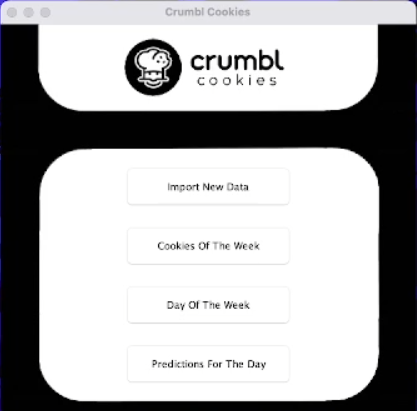 Crumbl Cookies
crumbl
cookies
Import New Data
Cookies Of The Week
Day Of The Week
Predictions For The Day